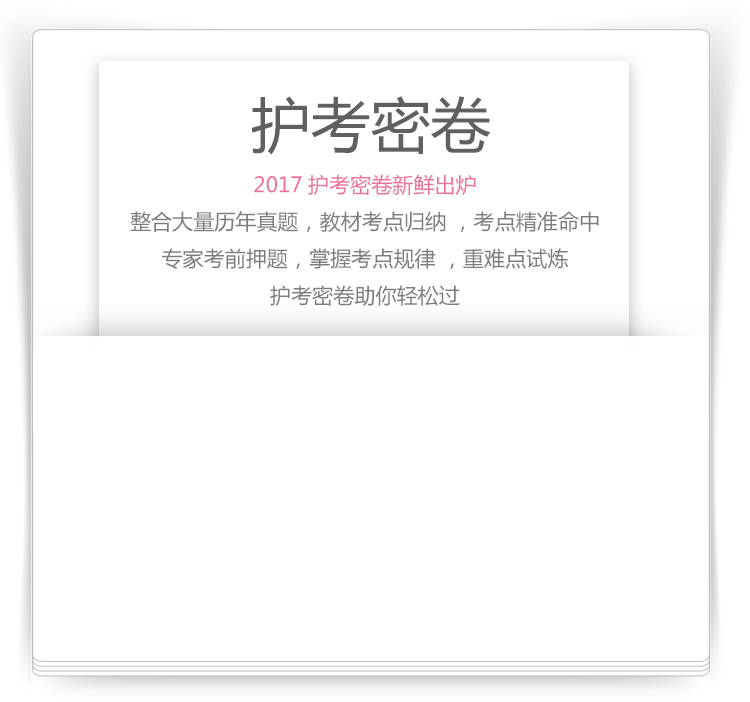 护考密卷
2017 护考密卷新鲜出炉
整合大量历年真题，教材考点归纳 ，考点精准命中
专家考前押题，掌握考点规律 ，重难点试炼
护考密卷助你轻松过